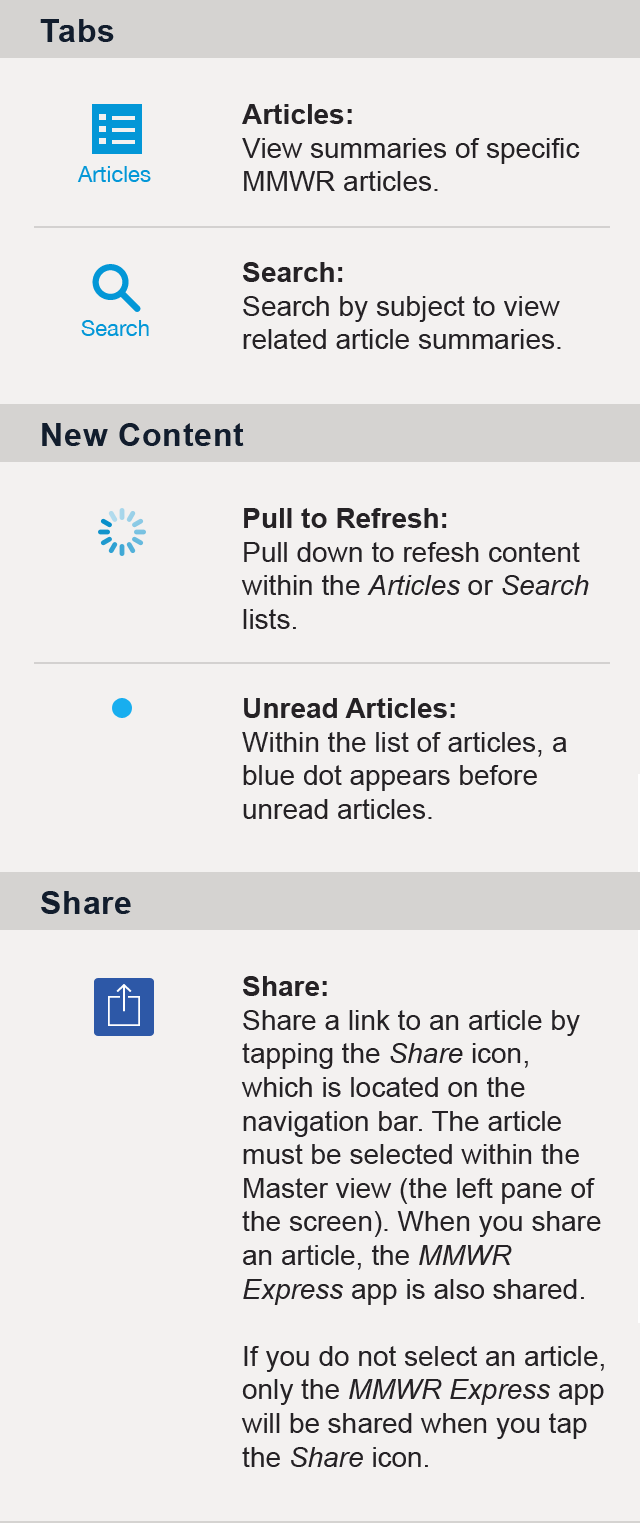 Tabs
Articles
Articles:
View summaries of specific
MMWR articles.
Search
Search:
Search by subject to view
related article summaries.
New Content
Pull to Refresh:
Pull down to refesh content
within the Articles or Search
lists.
Unread Articles:
Within the list of articles, a
blue dot appears before
unread articles.
Share
Share:
Share a link to an article by
tapping the Share icon,
which is located on the
navigation bar. The article
must be selected within the
Master view (the left pane of
the screen). When you share
an article, the MMWR
Express app is also shared.
If you do not select an article,
only the MMWR Express app
will be shared when you tap
the Share icon.